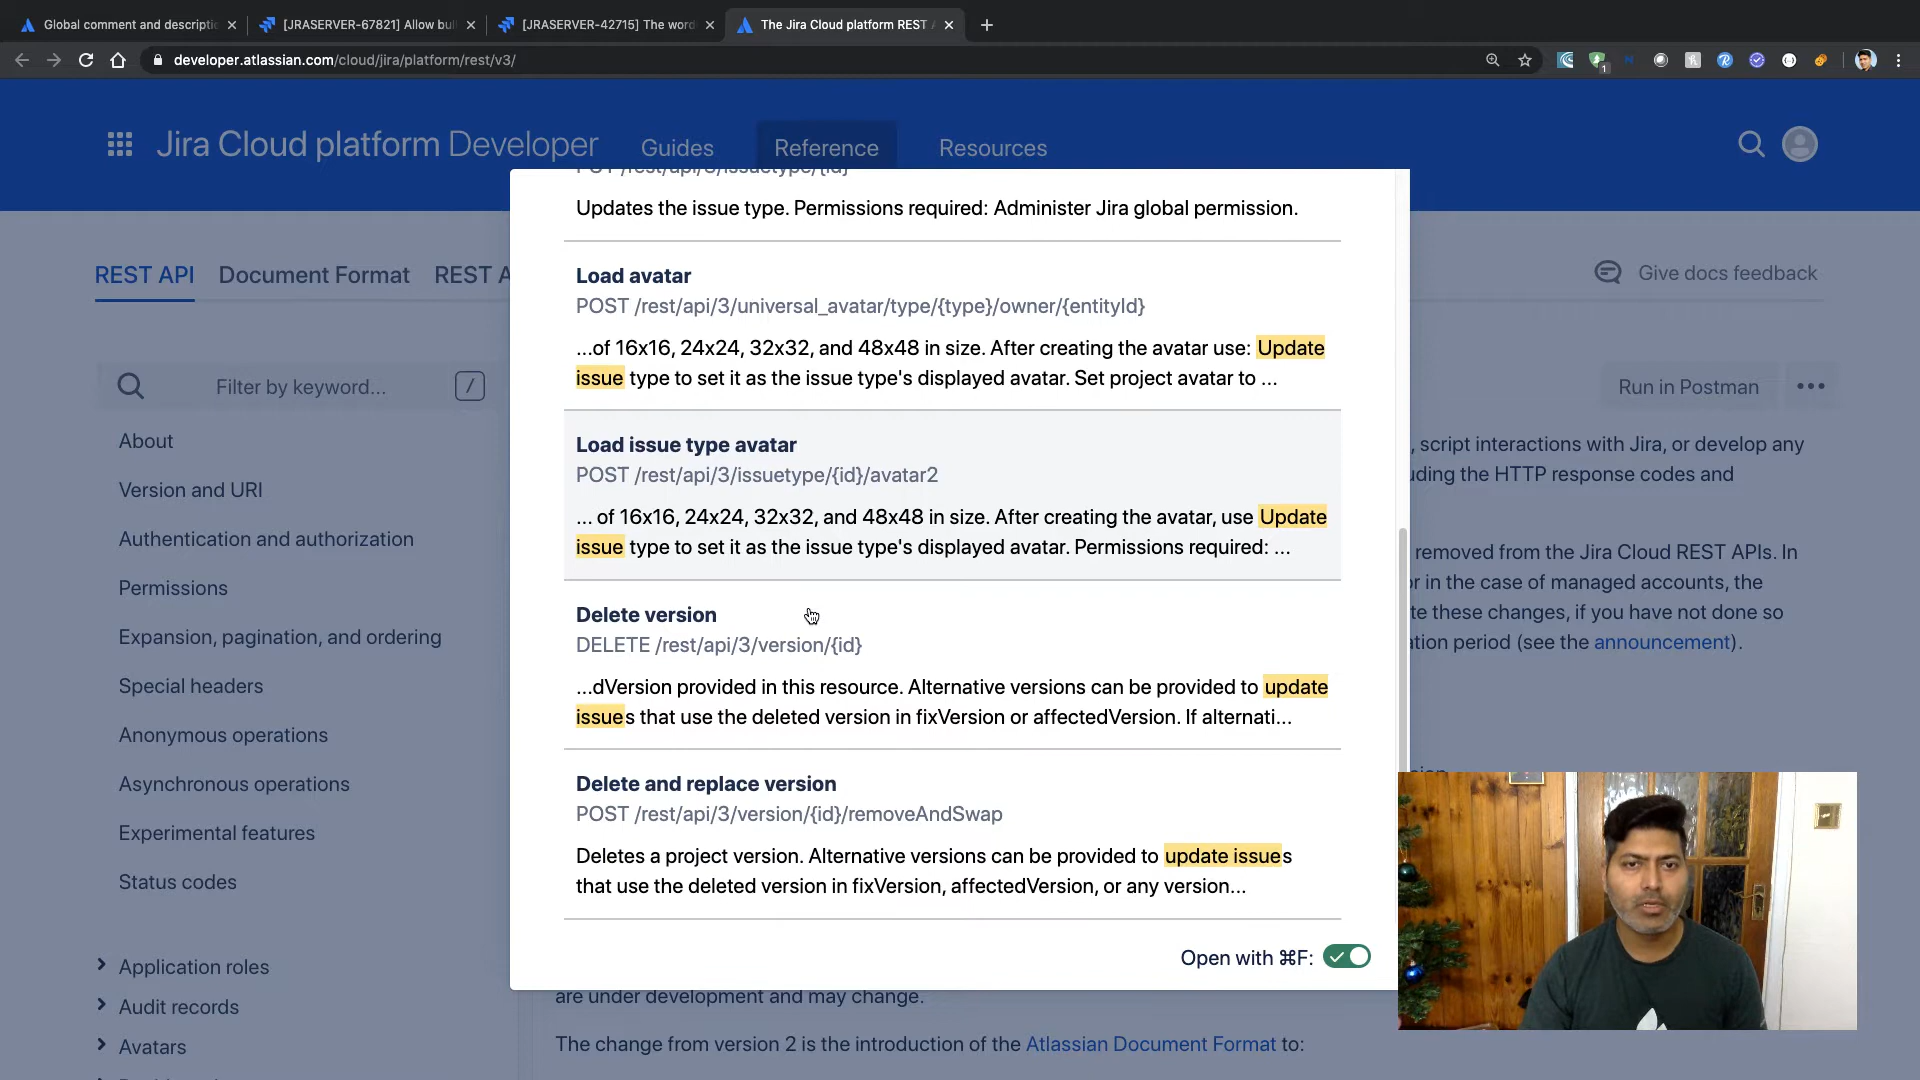 Global comment and descripti
[JRASERVER-67821] Allow bul
[JRASERVER-42715] The word
The Jira Cloud platform REST A
developer.atlassian.com/cloud/jira/platform/rest/v3/
1
Jira Cloud platform Developer
Guides
Reference
Resources
REST API
Document Format
REST A
Give docs feedback
Filter by keyword...
/
Run in Postman
About
Version and URI
Authentication and authorization
Permissions
Expansion, pagination, and ordering
Special headers
Anonymous operations
Asynchronous operations
Experimental features
Status codes
Application roles
Audit records
Avatars
POST /rest/api/3/issuetype/{id}
Updates the issue type. Permissions required: Administer Jira global permission.
Load avatar
POST /rest/api/3/universal_avatar/type/{type}/owner/{entityId}
...of 16x16, 24x24, 32x32, and 48x48 in size. After creating the avatar use: Update
issue type to set it as the issue type's displayed avatar. Set project avatar to ...
Load issue type avatar
POST /rest/api/3/issuetype/{id}/avatar2
... of 16x16, 24x24, 32x32, and 48x48 in size. After creating the avatar, use Update
issue type to set it as the issue type's displayed avatar. Permissions required: ...
Delete version
DELETE /rest/api/3/version/{id}
...dVersion provided in this resource. Alternative versions can be provided to update
issues that use the deleted version in fixVersion or affectedVersion. If alternati...
Delete and replace version
POST /rest/api/3/version/{id}/removeAndSwap
Deletes a project version. Alternative versions can be provided to update issues
that use the deleted version in fixVersion, affectedVersion, or any version...
Open with ⌘F:
, script interactions with Jira, or develop any
uding the HTTP response codes and
removed from the Jira Cloud REST APIs. In
or in the case of managed accounts, the
te these changes, if you have not done so
ation period (see the announcement).
are under development and may change.
The change from version 2 is the introduction of the Atlassian Document Format to: